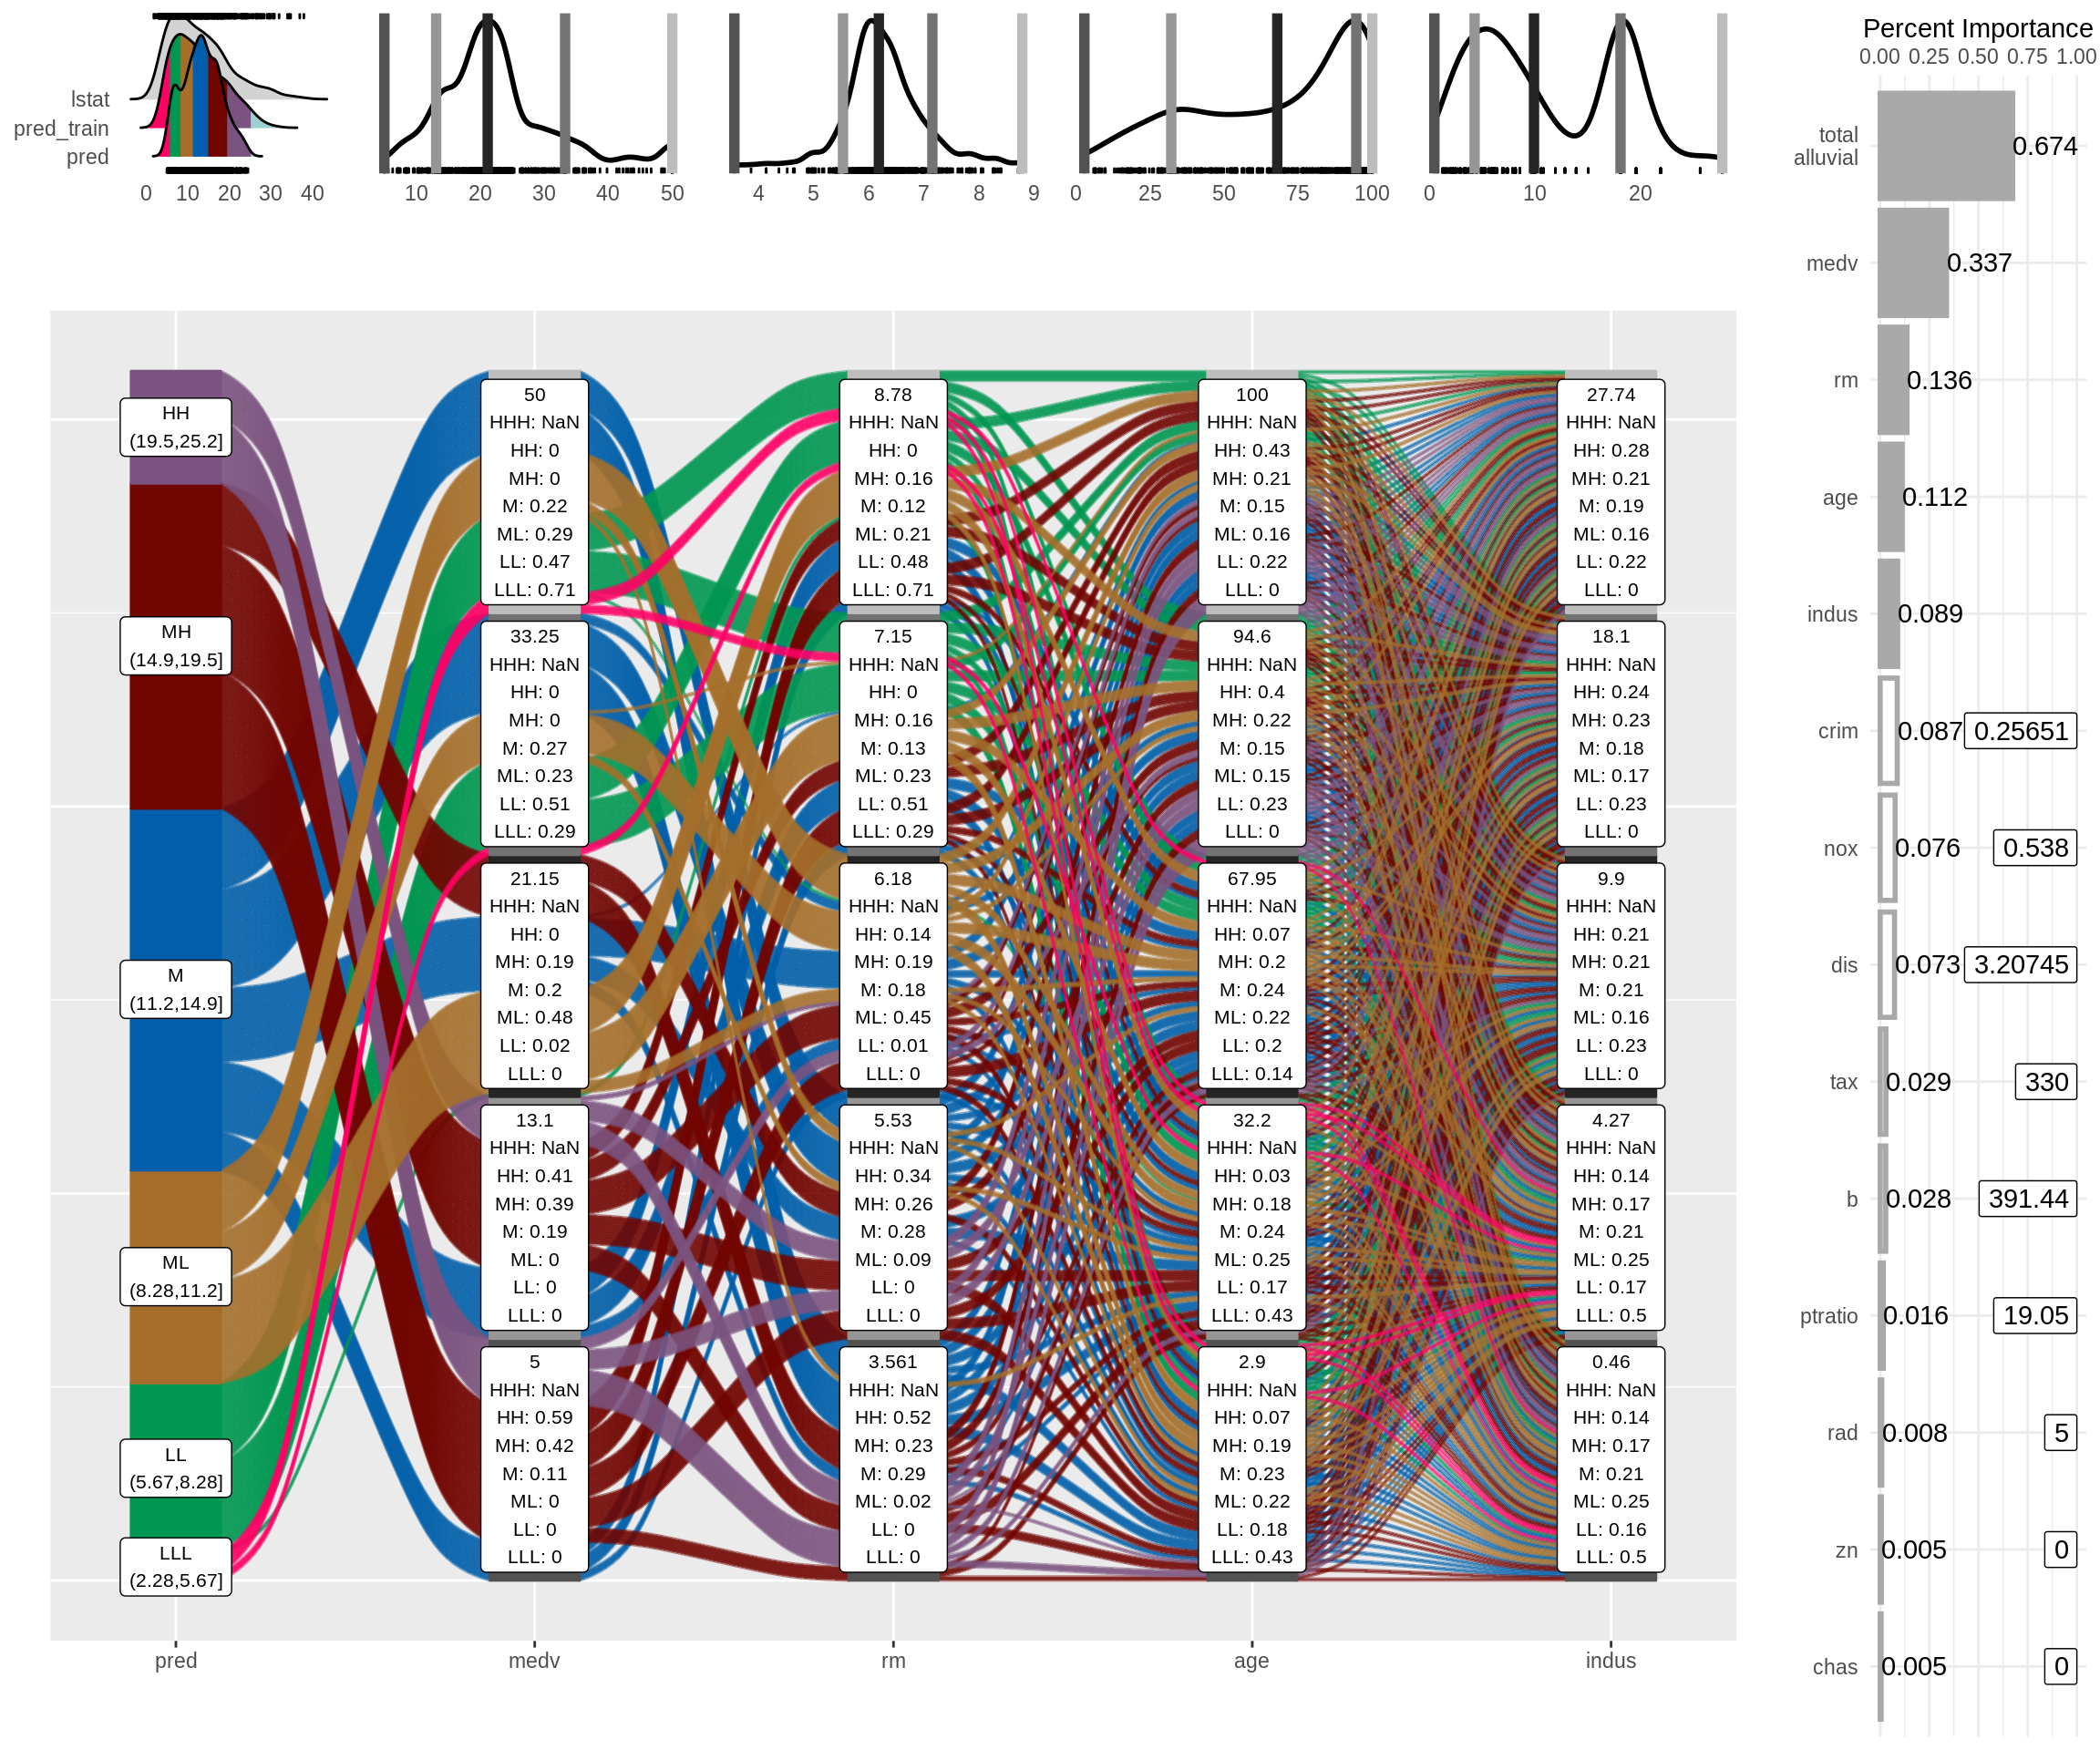 lstat
pred_train
pred
0 10 20 30 40
10 20 30 40 50
4 5 6 7 8 9
0 25 50 75 100
0 10 20
Percent Importance
0.00 0.25 0.50 0.75 1.00
total
alluvial
0.674
medv
0.337
rm
0.136
age
0.112
indus
0.089
crim
0.087
0.25651
nox
0.076
0.538
dis
0.073
3.20745
tax
0.029
330
b
0.028
391.44
ptratio
0.016
19.05
rad
0.008
5
zn
0.005
0
chas
0.005
0
HH
(19.5,25.2]
MH
(14.9,19.5]
M
(11.2,14.9]
ML
(8.28,11.2]
LL
(5.67,8.28]
LLL
(2.28,5.67]
50
HHH: NaN
HH: 0
MH: 0
M: 0.22
ML: 0.29
LL: 0.47
LLL: 0.71
33.25
HHH: NaN
HH: 0
MH: 0
M: 0.27
ML: 0.23
LL: 0.51
LLL: 0.29
21.15
HHH: NaN
HH: 0
MH: 0.19
M: 0.2
ML: 0.48
LL: 0.02
LLL: 0
13.1
HHH: NaN
HH: 0.41
MH: 0.39
M: 0.19
ML: 0
LL: 0
LLL: 0
5
HHH: NaN
HH: 0.59
MH: 0.42
M: 0.11
ML: 0
LL: 0
LLL: 0
8.78
HHH: NaN
HH: 0
MH: 0.16
M: 0.12
ML: 0.21
LL: 0.48
LLL: 0.71
7.15
HHH: NaN
HH: 0
MH: 0.16
M: 0.13
ML: 0.23
LL: 0.51
LLL: 0.29
6.18
HHH: NaN
HH: 0.14
MH: 0.19
M: 0.18
ML: 0.45
LL: 0.01
LLL: 0
5.53
HHH: NaN
HH: 0.34
MH: 0.26
M: 0.28
ML: 0.09
LL: 0
LLL: 0
3.561
HHH: NaN
HH: 0.52
MH: 0.23
M: 0.29
ML: 0.02
LL: 0
LLL: 0
100
HHH: NaN
HH: 0.43
MH: 0.21
M: 0.15
ML: 0.16
LL: 0.22
LLL: 0
94.6
HHH: NaN
HH: 0.4
MH: 0.22
M: 0.15
ML: 0.15
LL: 0.23
LLL: 0
67.95
HHH: NaN
HH: 0.07
MH: 0.2
M: 0.24
ML: 0.22
LL: 0.2
LLL: 0.14
32.2
HHH: NaN
HH: 0.03
MH: 0.18
M: 0.24
ML: 0.25
LL: 0.17
LLL: 0.43
2.9
HHH: NaN
HH: 0.07
MH: 0.19
M: 0.23
ML: 0.22
LL: 0.18
LLL: 0.43
27.74
HHH: NaN
HH: 0.28
MH: 0.21
M: 0.19
ML: 0.16
LL: 0.22
LLL: 0
18.1
HHH: NaN
HH: 0.24
MH: 0.23
M: 0.18
ML: 0.17
LL: 0.23
LLL: 0
9.9
HHH: NaN
HH: 0.21
MH: 0.21
M: 0.21
ML: 0.16
LL: 0.23
LLL: 0
4.27
HHH: NaN
HH: 0.14
MH: 0.17
M: 0.21
ML: 0.25
LL: 0.17
LLL: 0.5
0.46
HHH: NaN
HH: 0.14
MH: 0.17
M: 0.21
ML: 0.25
LL: 0.16
LLL: 0.5
pred medv rm age indus